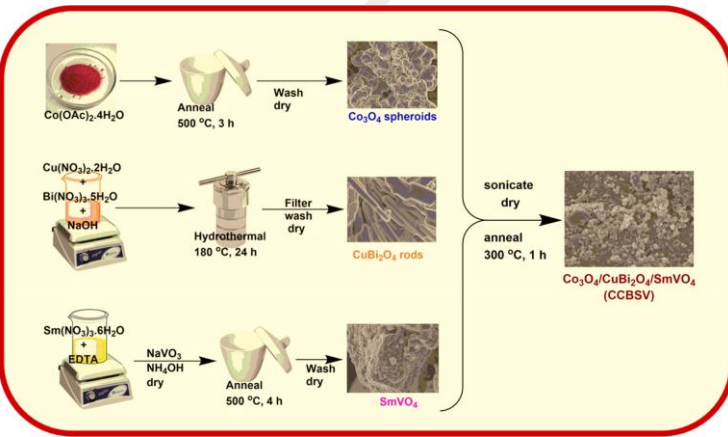 Co(OAc)₂.4H₂O
Anneal
500 °C, 3 h
Wash
dry
Co₃O₄ spheroids
Cu(NO₃)₂.2H₂O
+
Bi(NO₃)₃.5H₂O
+
NaOH
Hydrothermal
180 °C, 24 h
Filter
wash
dry
CuBi₂O₄ rods
Sm(NO₃)₃.6H₂O
+
EDTA
NaVO₃
NH₄OH
dry
Anneal
500 °C, 4 h
Wash
dry
SmVO₄
sonicate
dry
anneal
300 °C, 1 h
Co₃O₄/CuBi₂O₄/SmVO₄
(CCBSV)